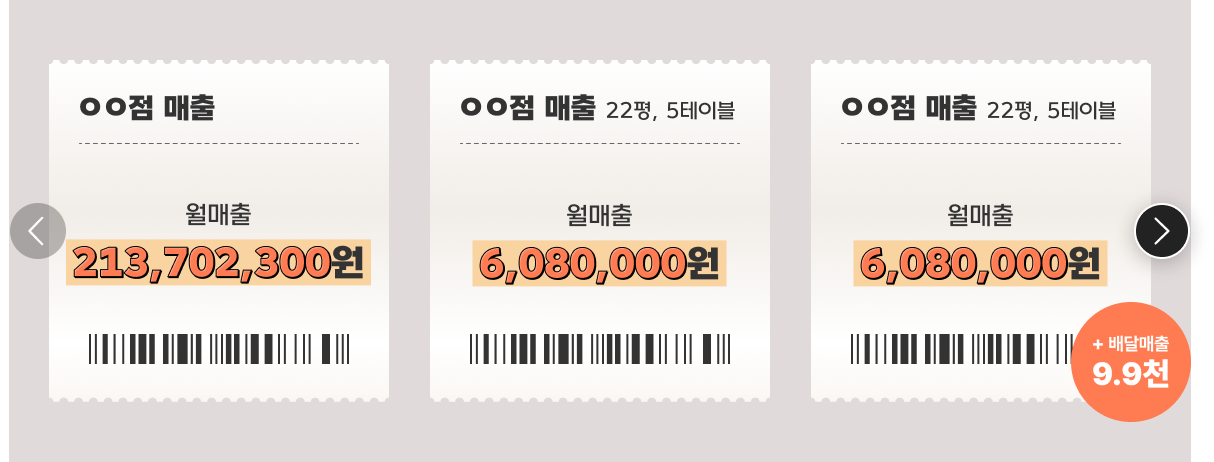 ㅇㅇ점 매출
월매출
213,702,300원
ㅇㅇ점 매출 22평, 5테이블
월매출
6,080,000원
ㅇㅇ점 매출 22평, 5테이블
월매출
6,080,000원
+ 배달매출
9.9천